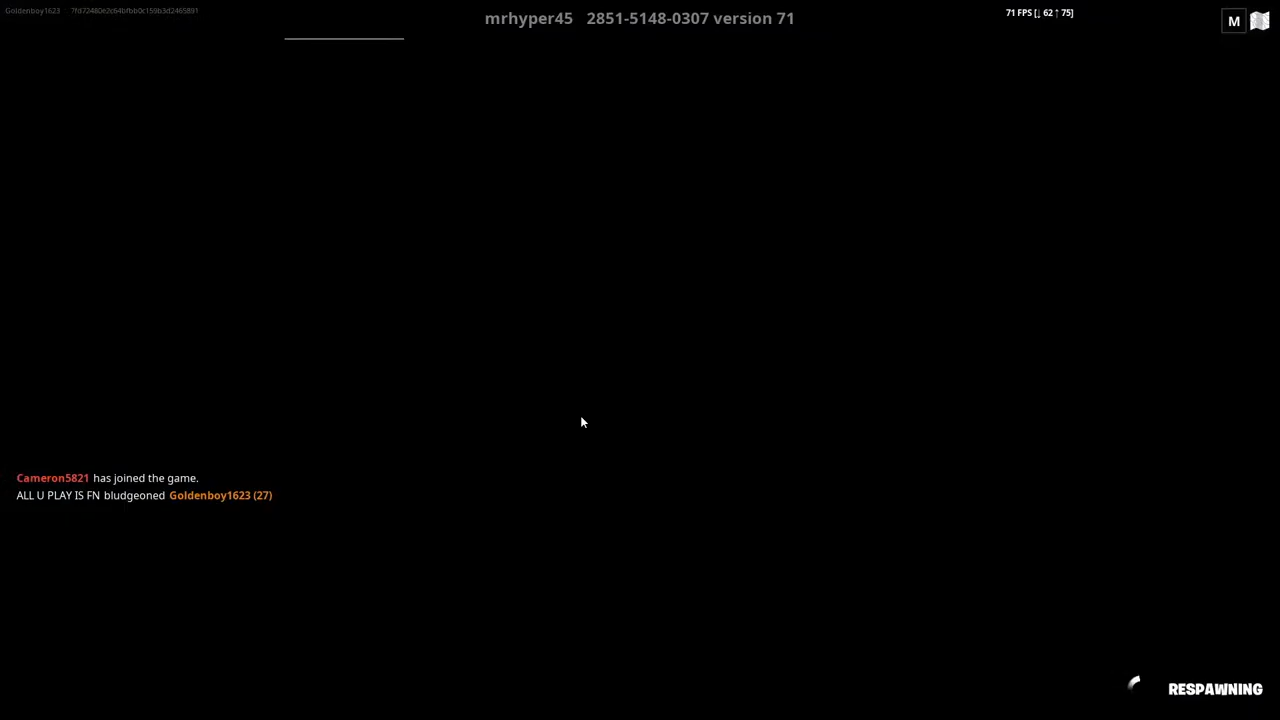 Goldenboy1623
mrhyper45 2851-5148-0307 version 71
71 FPS [↓ 62 ↑ 75]
M
Cameron5821 has joined the game.
ALL U PLAY IS FN bludgeoned Goldenboy1623 (27)
RESPAWNING